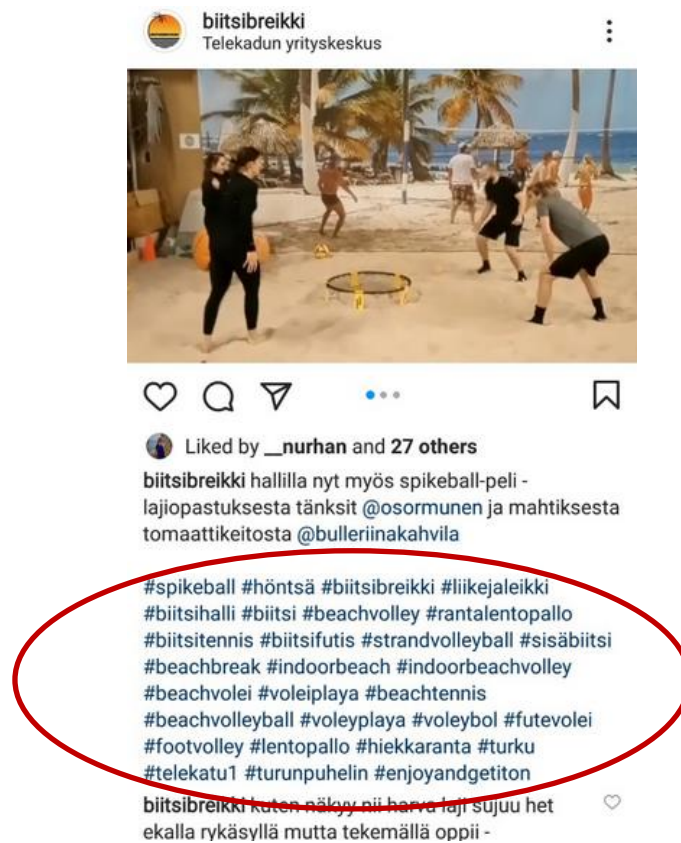 biitsibreikki
Telekadun yrityskeskus
Liked by __nurhan and 27 others
biitsibreikki hallilla nyt myös spikeball-peli -
lajiopastuksesta tänksit @osormunen ja mahtiksesta
tomaattikeitosta @bulleriinakahvila
#spikeball #höntsä #biitsibreikki #liikejaleikki
#biitsihalli #biitsi #beachvolley #rantalentopallo
#biitsitennis #biitsifutis #strandvolleyball #sisäbiitsi
#beachbreak #indoorbeach #indoorbeachvolley
#beachvolei #voleiplaya #beachtennis
#beachvolleyball #voleyplaya #voleybol #futevolei
#footvolley #lentopallo #hiekkaranta #turku
#telekatu1 #turunpuhelin #enjoyandgetiton
biitsibreikki kuten näkyy nii harva laji sujuu het
ekalla rykäsyllä mutta tekemällä oppii -